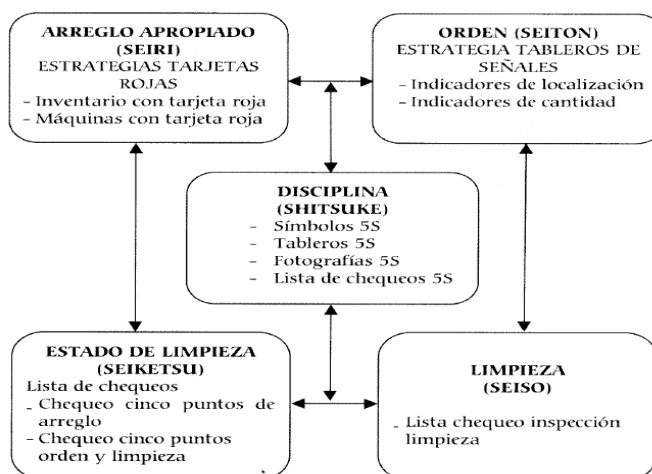 ARREGLO APROPIADO
(SEIRI)
ESTRATEGIAS TARJETAS
ROJAS
- Inventario con tarjeta roja
- Máquinas con tarjeta roja
ORDEN (SEITON)
ESTRATEGIA TABLEROS DE
SEÑALES
- Indicadores de localización
- Indicadores de cantidad
DISCIPLINA
(SHITSUKE)
- Símbolos 5S
- Tableros 5S
- Fotografías 5S
- Lista de chequeos 5S
ESTADO DE LIMPIEZA
(SEIKETSU)
Lista de chequeos
- Chequeo cinco puntos de
arreglo
- Chequeo cinco puntos
orden y limpieza
LIMPIEZA
(SEISO)
- Lista chequeo inspección
limpieza